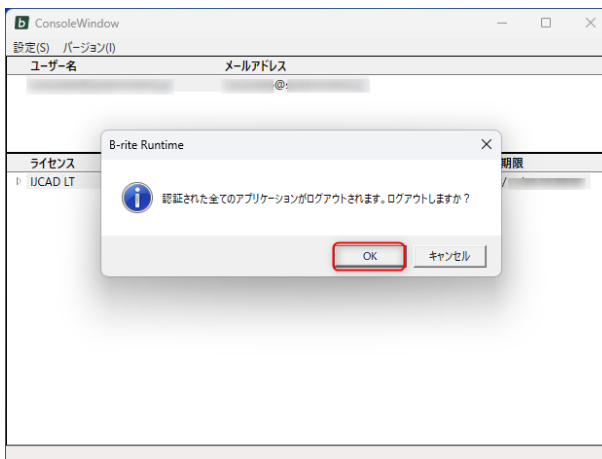 ConsoleWindow
設定(S) バージョン(I)
ユーザー名 メールアドレス
@
B-rite Runtime
ライセンス 期限
IJCAD LT /
認証された全てのアプリケーションがログアウトされます。ログアウトしますか?
OK キャンセル